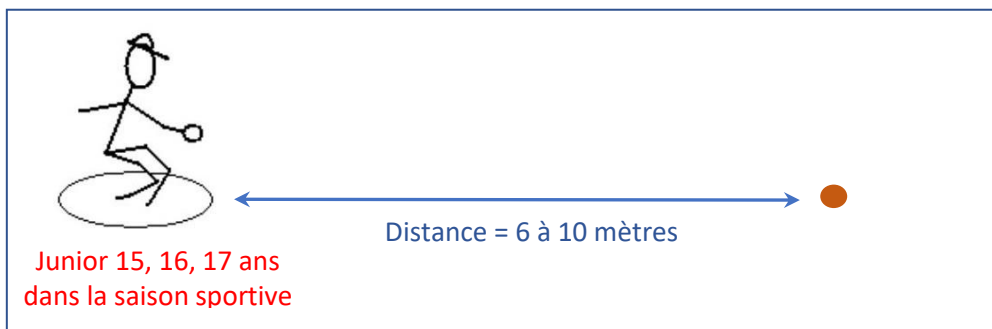 Distance = 6 à 10 mètres
Junior 15, 16, 17 ans
dans la saison sportive